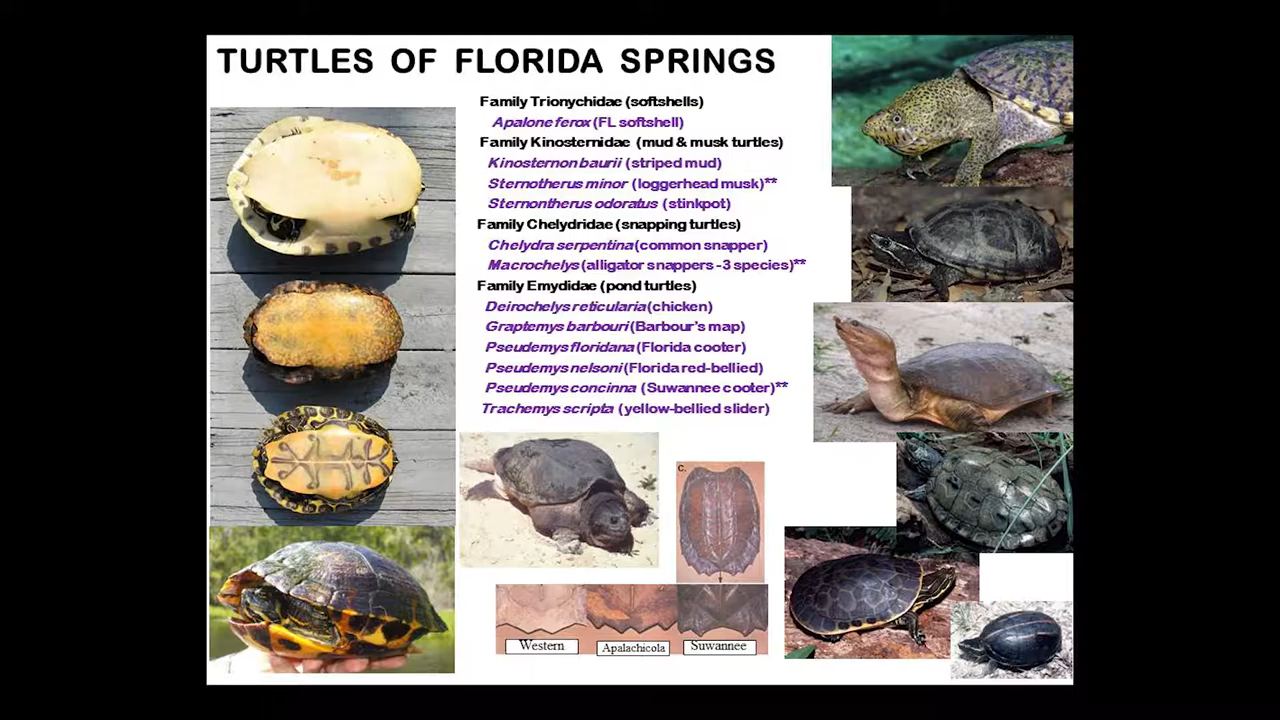 TURTLES OF FLORIDA SPRINGS
Family Trionychidae (softshells)
Apalone ferox (FL softshell)
Family Kinosternidae (mud & musk turtles)
Kinosternon baurii (striped mud)
Sternotherus minor (loggerhead musk)**
Sternontherus odoratus (stinkpot)
Family Chelydridae (snapping turtles)
Chelydra serpentina (common snapper)
Macrochelys (alligator snappers -3 species)**
Family Emydidae (pond turtles)
Deirochelys reticularia (chicken)
Graptemys barbouri (Barbour's map)
Pseudemys floridana (Florida cooter)
Pseudemys nelsoni (Florida red-bellied)
Pseudemys concinna (Suwannee cooter)**
Trachemys scripta (yellow-bellied slider)
C.
Western
Apalachicola
Suwannee